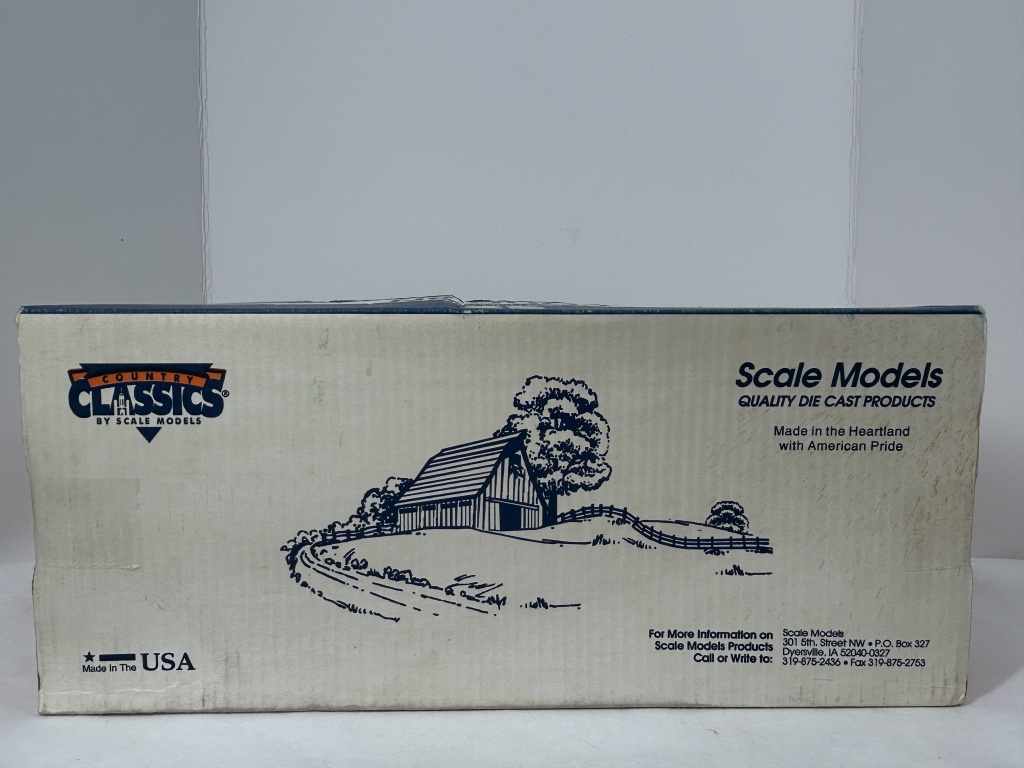 COUNTRY
CLASSICS®
BY SCALE MODELS
Scale Models
QUALITY DIE CAST PRODUCTS
Made in the Heartland
with American Pride
Made In The USA
For More Information on
Scale Models Products
Call or Write to:
Scale Models
301 5th. Street NW • P.O. Box 327
Dyersville, IA 52040-0327
319-875-2436 • Fax 319-875-2753